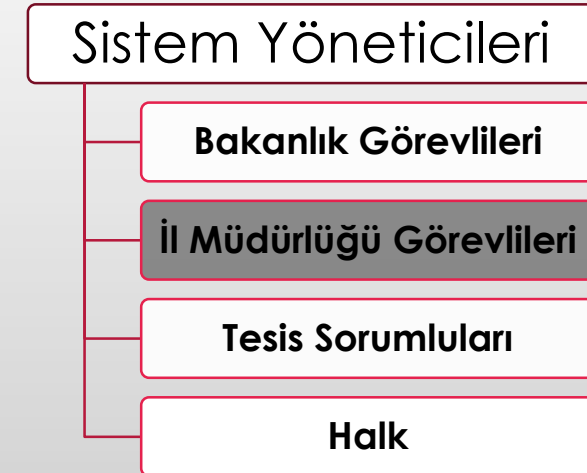 Sistem Yöneticileri
Bakanlık Görevlileri
İl Müdürlüğü Görevlileri
Tesis Sorumluları
Halk